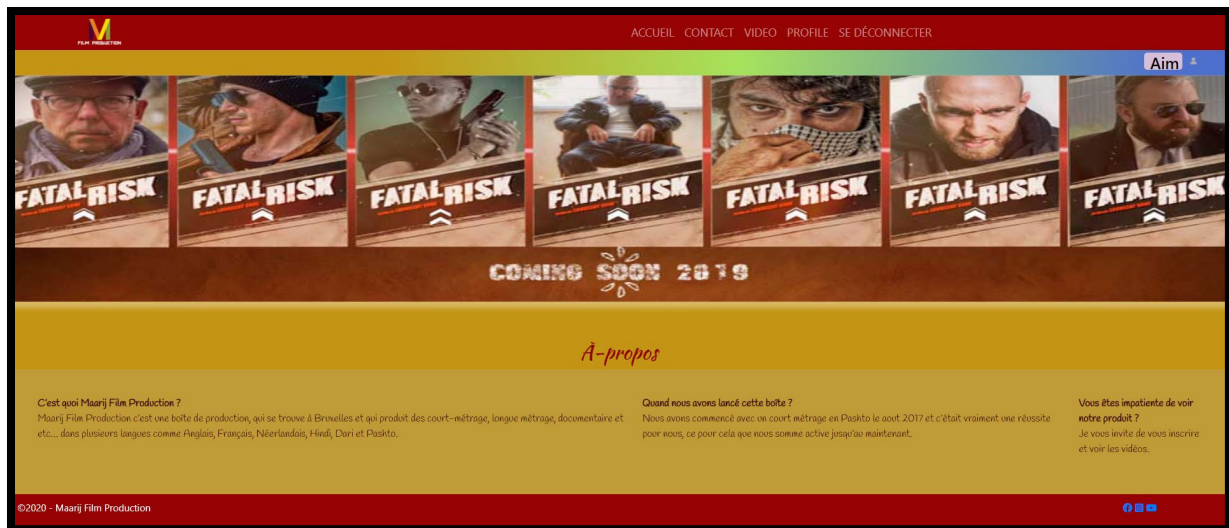 FILM PRODUCTION
ACCUEIL CONTACT VIDEO PROFILE SE DÉCONNECTER
Aim
FATAL RISK FATAL RISK FATAL RISK FATAL RISK FATAL RISK FATAL RISK FATAL RISK
COMING SOON 2019
À-propos
C'est quoi Maarij Film Production ?
Maarij Film Production c'est une boîte de production, qui se trouve à Bruxelles et qui produit des court-métrage, longue métrage, documentaire et
etc... dans plusieurs langues comme Anglais, Français, Néerlandais, Hindi, Dari et Pashto.
Quand nous avons lancé cette boîte ?
Nous avons commencé avec un court métrage en Pashto le aout 2017 et c'était vraiment une réussite
pour nous, ce pour cela que nous somme active jusqu'au maintenant.
Vous êtes impatiente de voir
notre produit ?
Je vous invite de vous inscrire
et voir les vidéos.
©2020 - Maarij Film Production